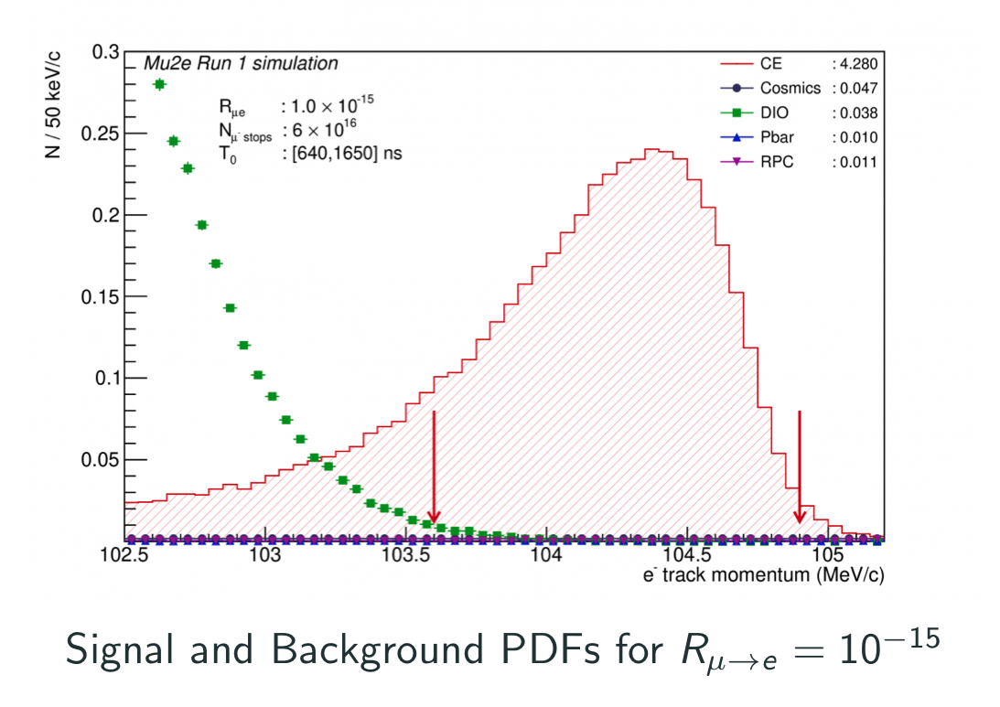 Mu2e Run 1 simulation
R_μe : 1.0 × 10^-15
N_μ⁻ stops : 6 × 10^16
T_0 : [640,1650] ns
CE : 4.280
Cosmics : 0.047
DIO : 0.038
Pbar : 0.010
RPC : 0.011
N / 50 keV/c
0.3
0.25
0.2
0.15
0.1
0.05
102.5 103 103.5 104 104.5 105
e⁻ track momentum (MeV/c)
Signal and Background PDFs for R_μ→e = 10^−15